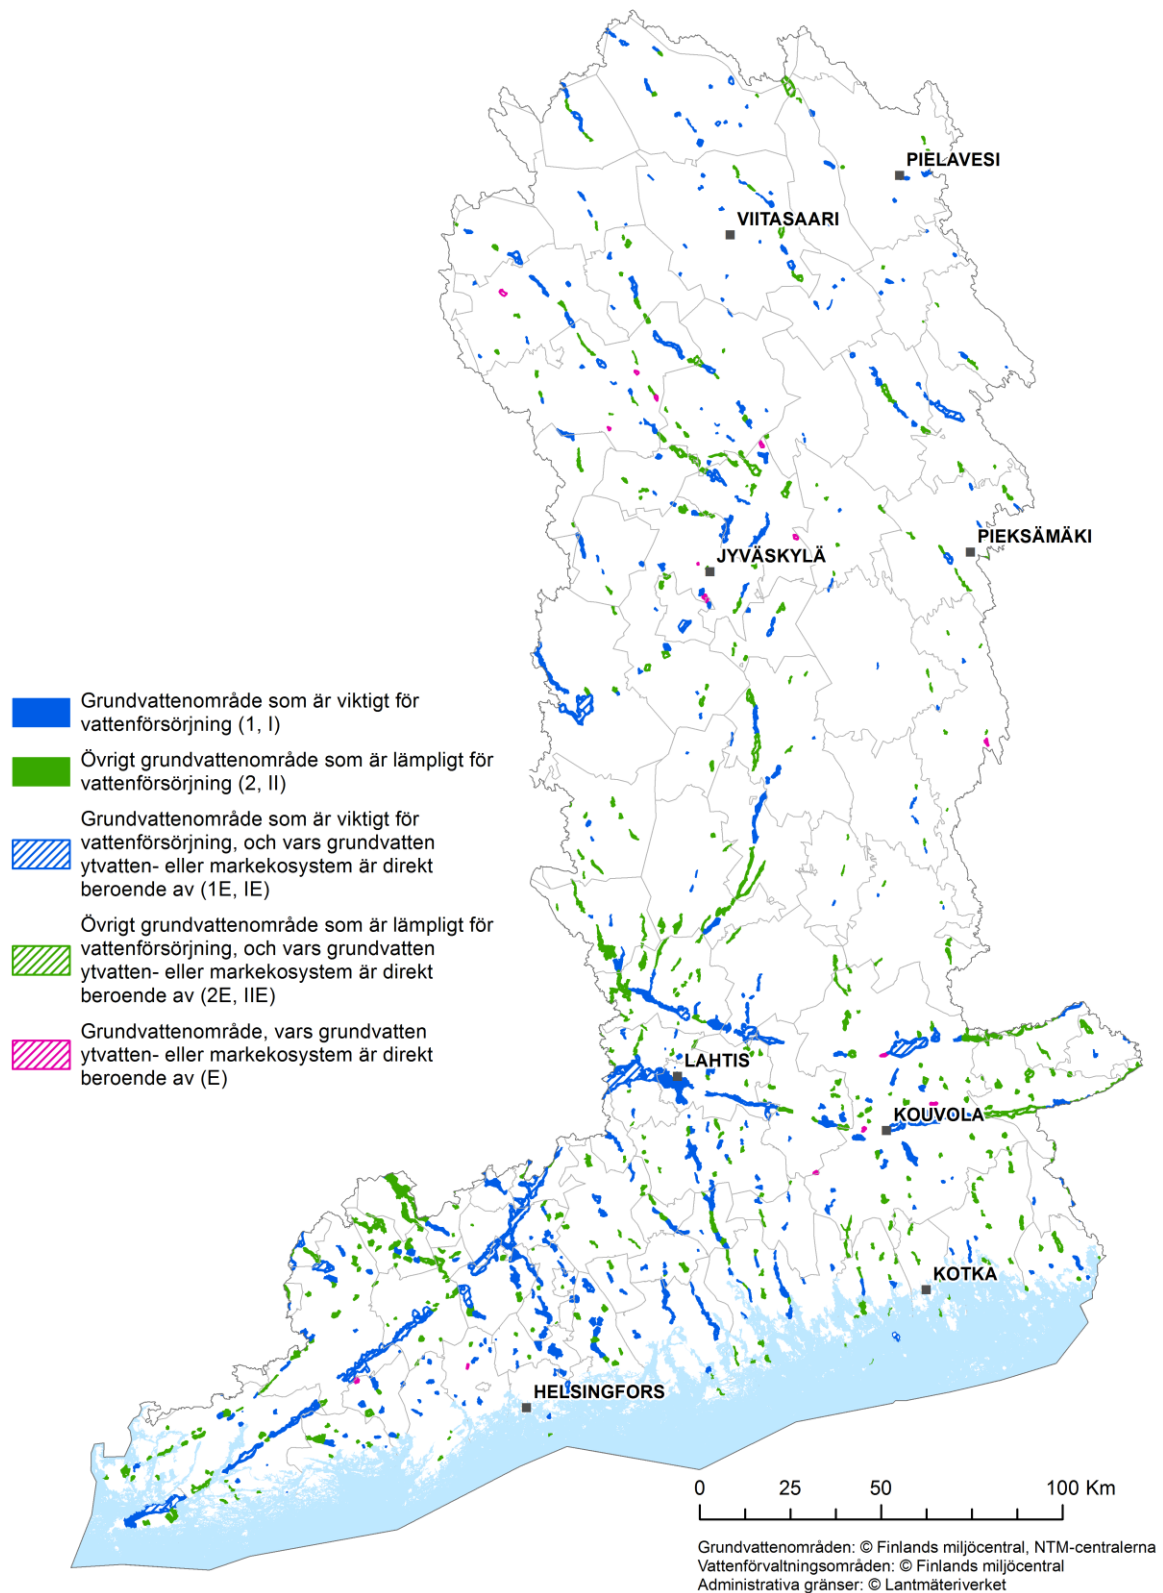 PIELAVESI
VIITASAARI
PIEKSÄMÄKI
JYVÄSKYLÄ
Grundvattenområde som är viktigt för
vattenförsörjning (1, I)
Övrigt grundvattenområde som är lämpligt för
vattenförsörjning (2, II)
Grundvattenområde som är viktigt för
vattenförsörjning, och vars grundvatten
ytvatten- eller markekosystem är direkt
beroende av (1E, IE)
Övrigt grundvattenområde som är lämpligt för
vattenförsörjning, och vars grundvatten
ytvatten- eller markekosystem är direkt
beroende av (2E, IIE)
Grundvattenområde, vars grundvatten
ytvatten- eller markekosystem är direkt
beroende av (E)
LAHTIS
KOUVOLA
KOTKA
HELSINGFORS
0 25 50 100 Km
Grundvattenområden: © Finlands miljöcentral, NTM-centralerna
Vattenförvaltningsområden: © Finlands miljöcentral
Administrativa gränser: © Lantmäteriverket